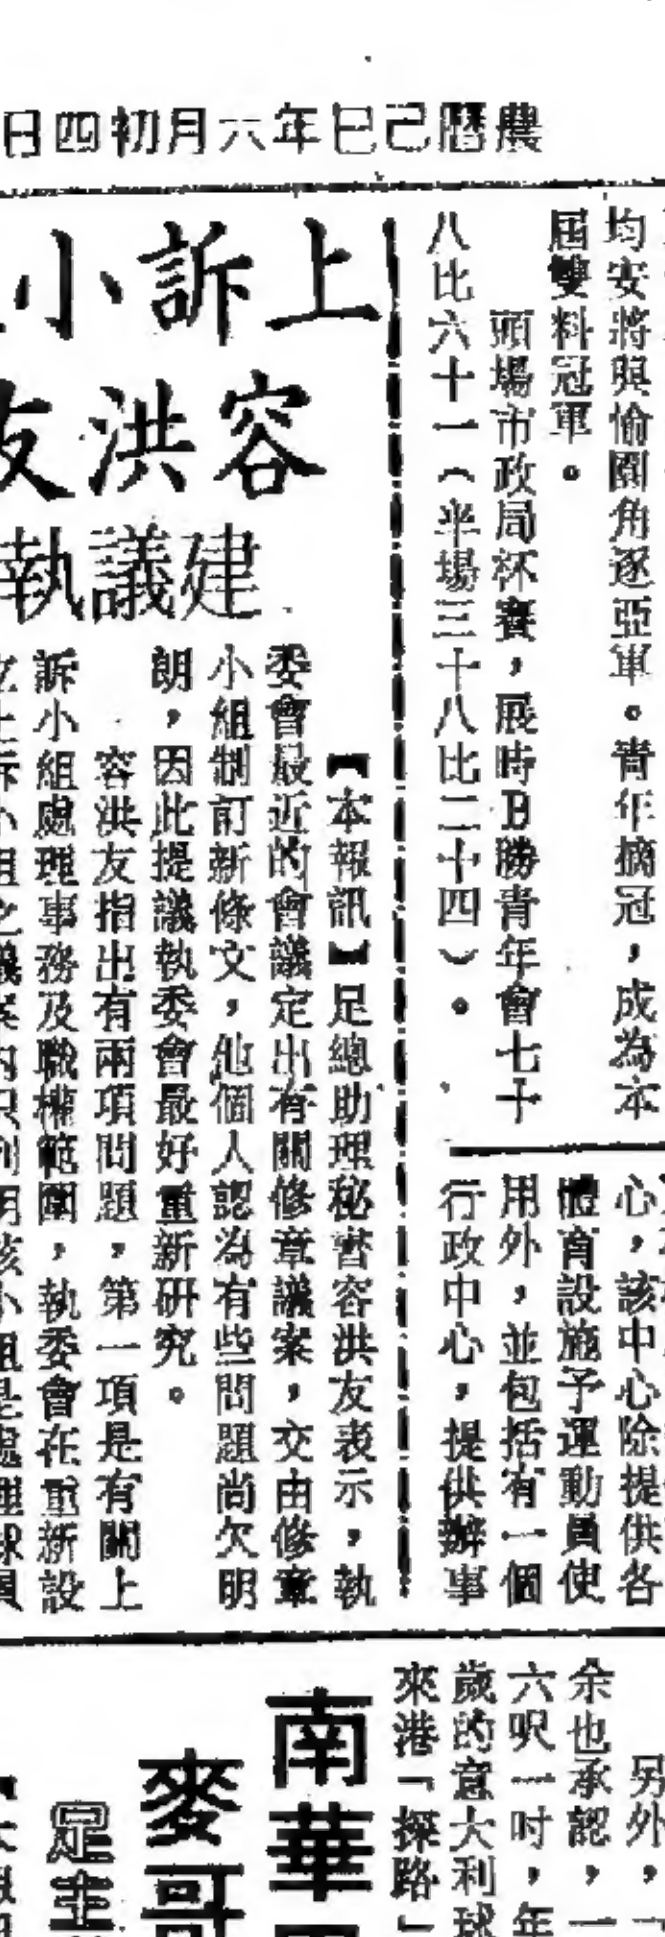 農曆己巳年六月初四日
均安將與愉園角逐亞軍。青年摘冠，成為本
屆雙料冠軍。
頭場市政局杯賽，展時B勝青年會七十
八比六十一（半場三十八比二十四）。
心，該中心除提供各
體育設施予運動員使
用外，並包括有一個
行政中心，提供辦事
上訴小
容洪友
建議執
【本報訊】足總助理秘書容洪友表示，執
委會最近的會議定出有關修章議案，交由修章
小組制訂新條文，他個人認為有些問題尚欠明
朗，因此提議執委會最好重新研究。
容洪友指出有兩項問題，第一項是有關上
訴小組處理事務及職權範圍，執委會在重新設
另外，
余也承認，一
六呎一吋，年
歲的意大利球
來港「探路」
南華
麥哥
足主